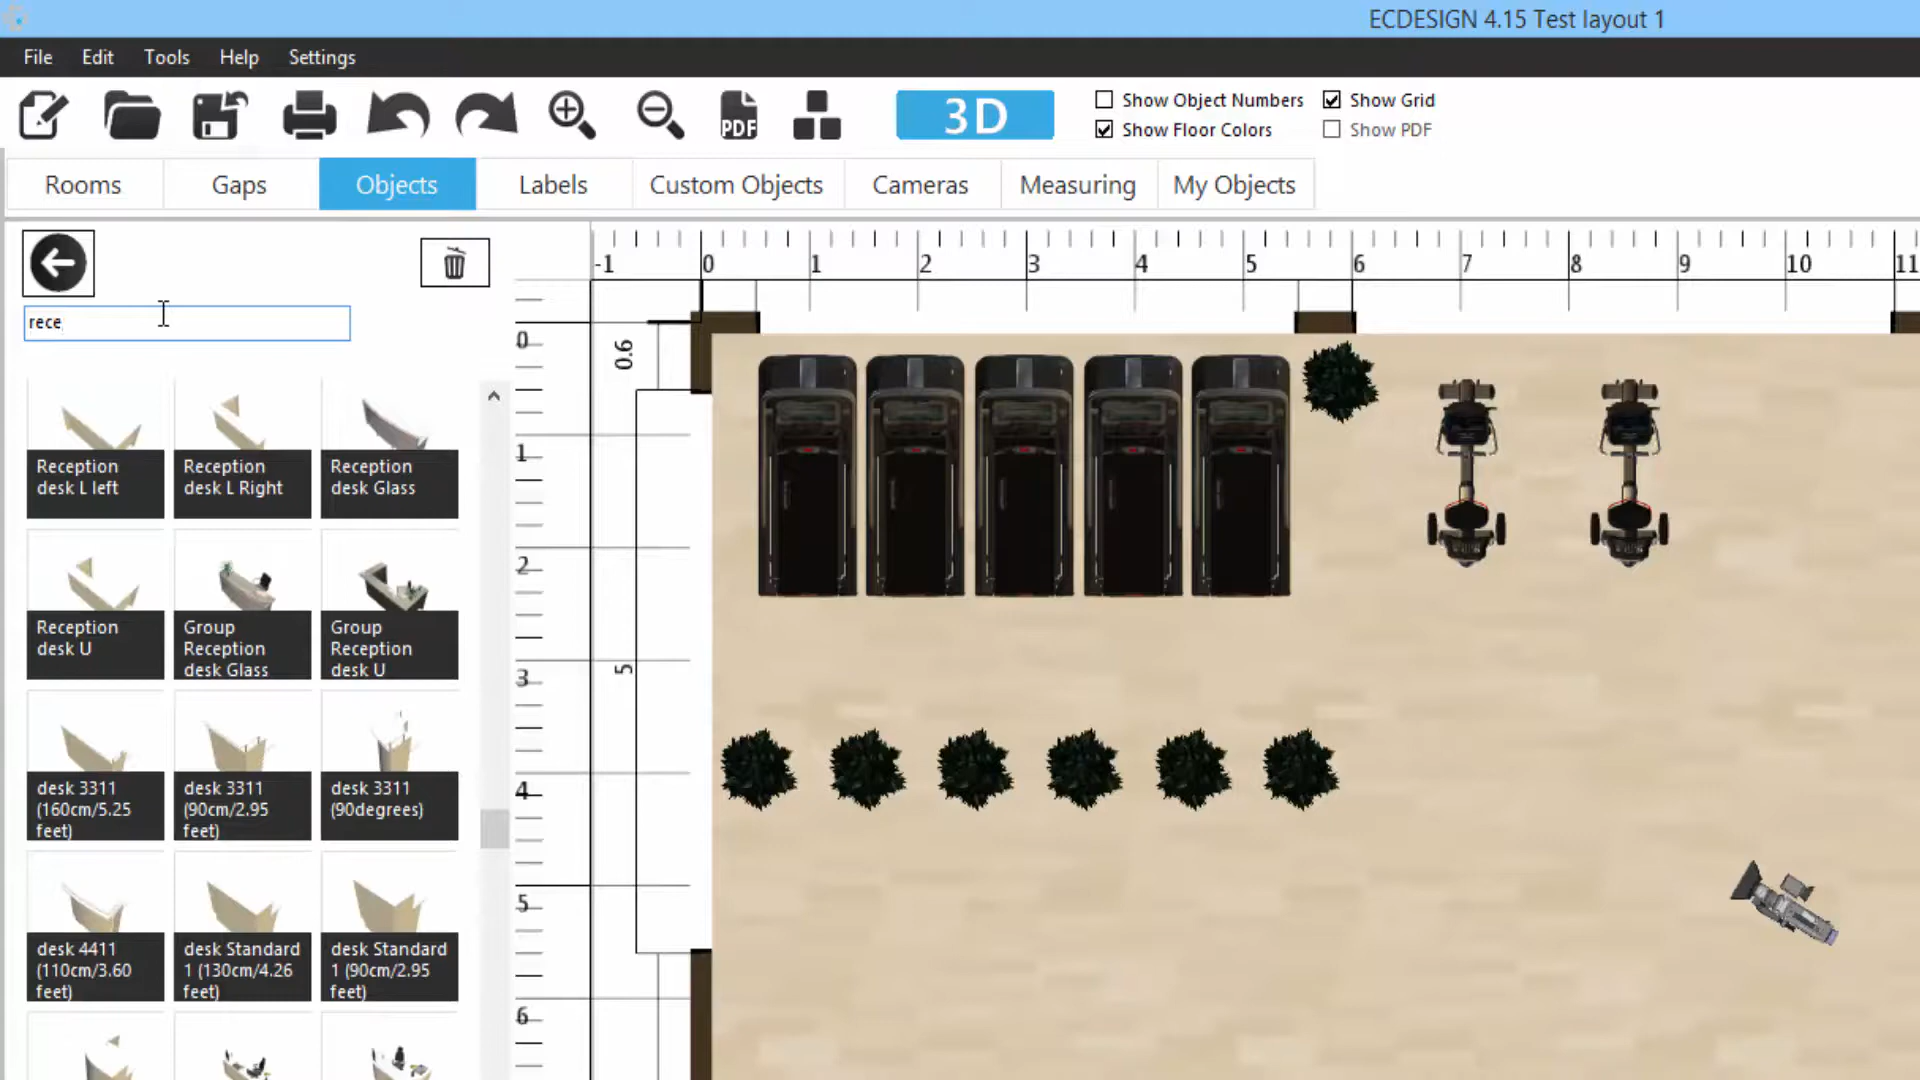 ECDESIGN 4.15 Test layout 1
File Edit Tools Help Settings
PDF
3D
Show Object Numbers
Show Grid
Show Floor Colors
Show PDF
Rooms Gaps Objects Labels Custom Objects Cameras Measuring My Objects
rece
-1 0 1 2 3 4 5 6 7 8 9 10 11
0
1
2
3
4
5
6
0.6
5
Reception
desk L left
Reception
desk L Right
Reception
desk Glass
Reception
desk U
Group
Reception
desk Glass
Group
Reception
desk U
desk 3311
(160cm/5.25
feet)
desk 3311
(90cm/2.95
feet)
desk 3311
(90degrees)
desk 4411
(110cm/3.60
feet)
desk Standard
1 (130cm/4.26
feet)
desk Standard
1 (90cm/2.95
feet)